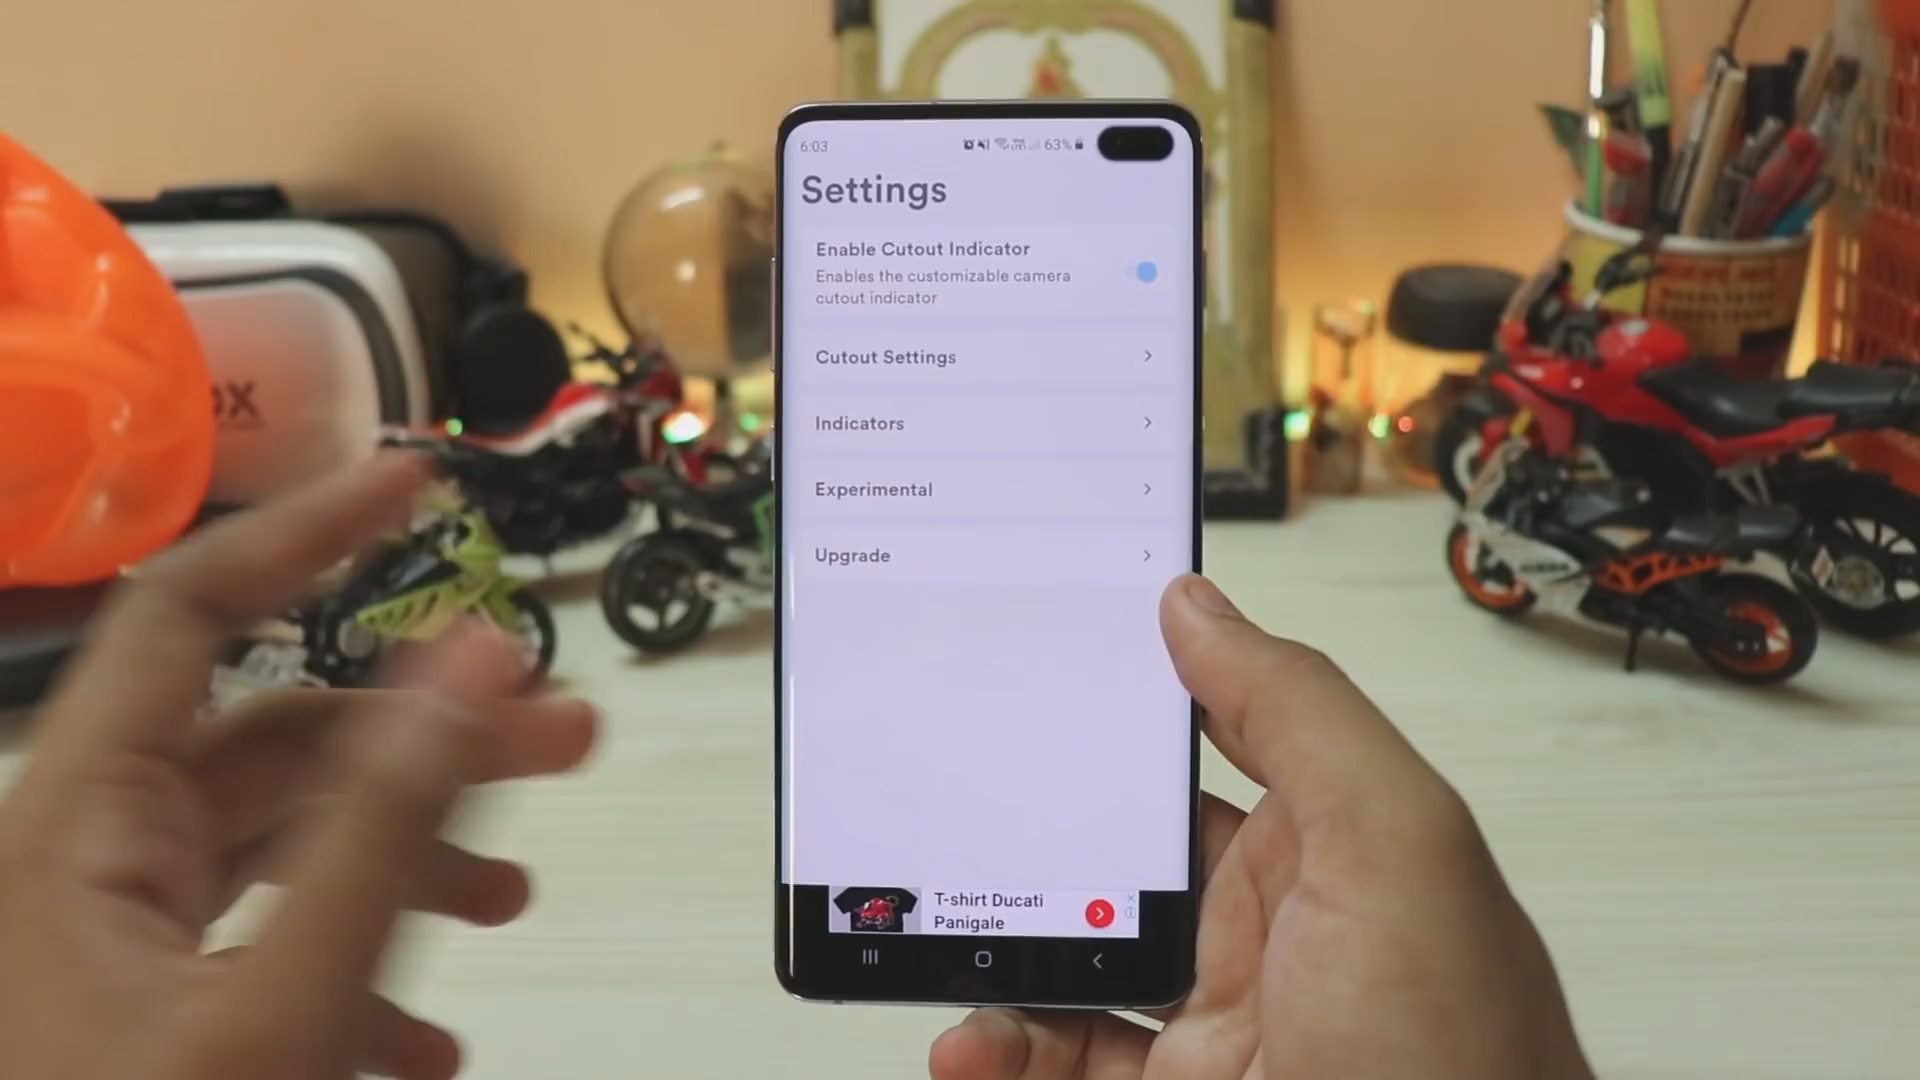 6:03
63%
Settings
Enable Cutout Indicator
Enables the customizable camera
cutout indicator
Cutout Settings
Indicators
Experimental
Upgrade
T-shirt Ducati
Panigale